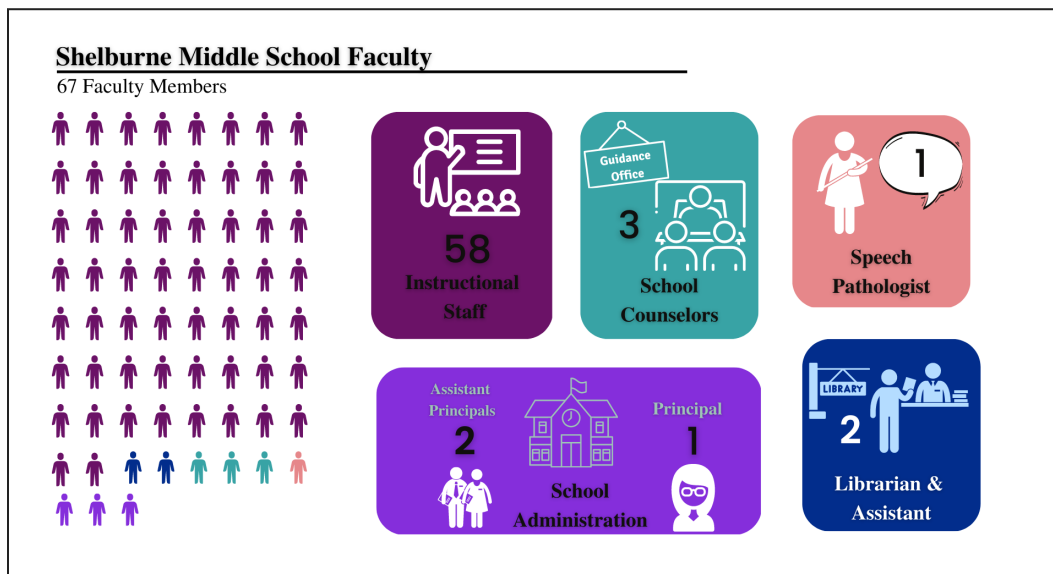 Shelburne Middle School Faculty
67 Faculty Members
58
Instructional
Staff
Guidance
Office
3
School
Counselors
1
Speech
Pathologist
Assistant
Principals
2
Principal
1
School
Administration
LIBRARY
2
Librarian &
Assistant